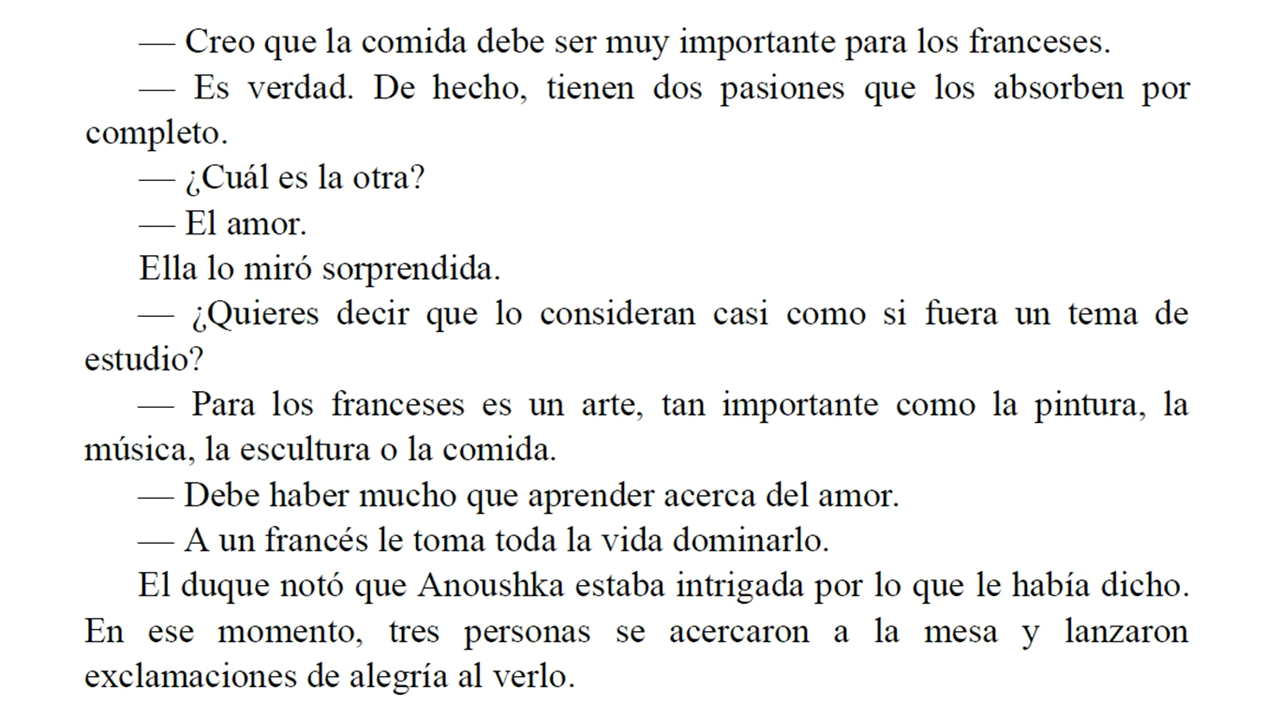 — Creo que la comida debe ser muy importante para los franceses.
— Es verdad. De hecho, tienen dos pasiones que los absorben por
completo.
— ¿Cuál es la otra?
— El amor.
Ella lo miró sorprendida.
— ¿Quieres decir que lo consideran casi como si fuera un tema de
estudio?
— Para los franceses es un arte, tan importante como la pintura, la
música, la escultura o la comida.
— Debe haber mucho que aprender acerca del amor.
— A un francés le toma toda la vida dominarlo.
El duque notó que Anoushka estaba intrigada por lo que le había dicho.
En ese momento, tres personas se acercaron a la mesa y lanzaron
exclamaciones de alegría al verlo.